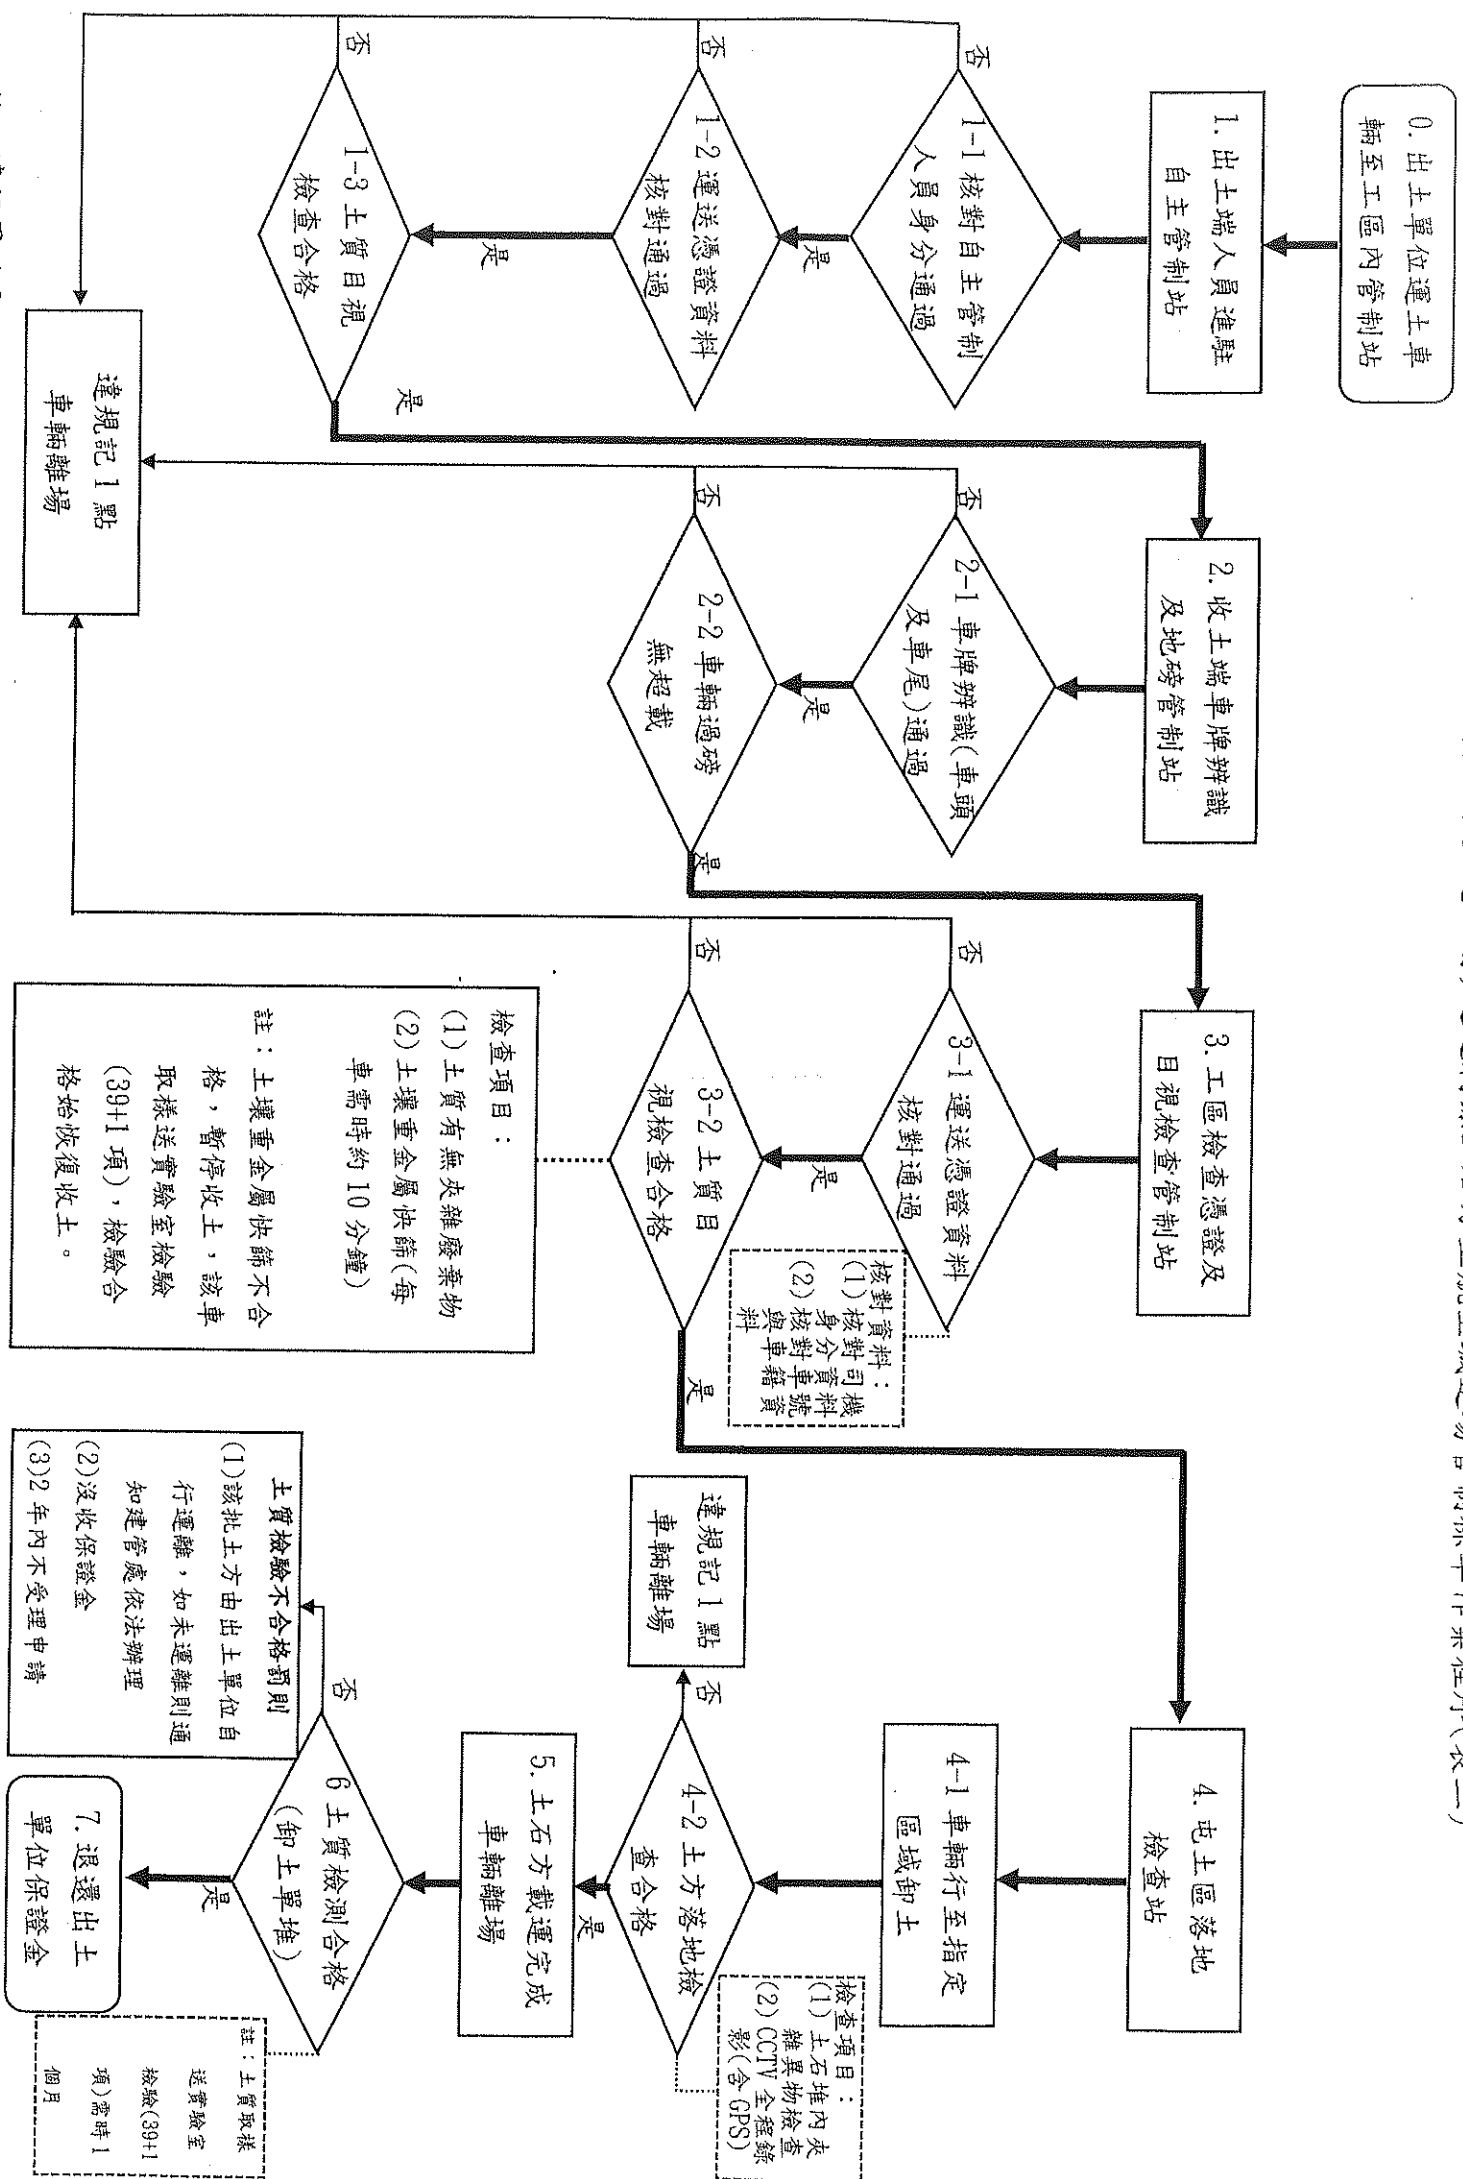 0. 出土單位運土車
輛至工區內管制站
1. 出土端人員進駐
自主管制站
1-1 核對自主管制
人員身分通過
否
是
1-2 運送憑證資料
核對通過
否
是
1-3 土質目視
檢查合格
否
是
違規記 1 點
車輛離場
2. 收土端車牌辨識
及地磅管制站
2-1 車牌辨識(車頭
及車尾)通過
否
是
2-2 車輛過磅
無超載
否
是
3. 工區檢查憑證及
目視檢查管制站
3-1 運送憑證資料
核對通過
否
是
核對資料：
(1) 核對司機
身分資料
(2) 核對車號
與車籍資
料
3-2 土質目
視檢查合格
否
是
檢查項目：
(1) 土質有無夾雜廢棄物
(2) 土壤重金屬快篩(每
車需時約 10 分鐘)
註：土壤重金屬快篩不合
格，暫停收土，該車
取樣送實驗室檢驗
(39+1 項)，檢驗合
格始恢復收土。
4. 屯土區落地
檢查站
4-1 車輛行至指定
區域卸土
4-2 土方落地檢
查合格
否
是
檢查項目：
(1) 土石堆內夾
雜異物檢查
(2) CCTV 全程錄
影(含 GPS)
違規記 1 點
車輛離場
5. 土石方載運完成
車輛離場
6 土質檢測合格
(卸土單堆)
否
是
土質檢驗不合格罰則
(1)該批土方由出土單位自
行運離，如未運離則通
知建管處依法辦理
(2)沒收保證金
(3)2 年內不受理申請
註：土質取樣
送實驗室
檢驗(39+1
項)需時 1
個月
7. 退還出土
單位保證金